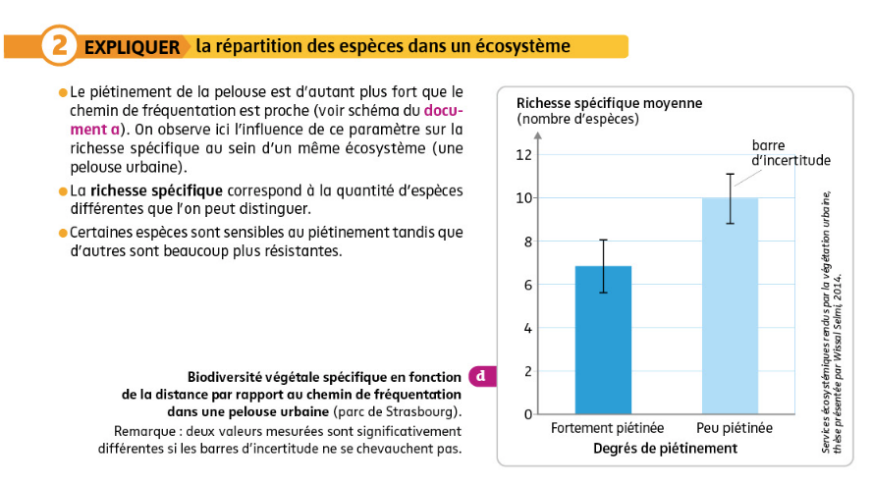 2 EXPLIQUER la répartition des espèces dans un écosystème
Le piétinement de la pelouse est d'autant plus fort que le
chemin de fréquentation est proche (voir schéma du docu-
ment a). On observe ici l'influence de ce paramètre sur la
richesse spécifique au sein d'un même écosystème (une
pelouse urbaine).
La richesse spécifique correspond à la quantité d'espèces
différentes que l'on peut distinguer.
Certaines espèces sont sensibles au piétinement tandis que
d'autres sont beaucoup plus résistantes.
Biodiversité végétale spécifique en fonction
de la distance par rapport au chemin de fréquentation
dans une pelouse urbaine (parc de Strasbourg).
Remarque : deux valeurs mesurées sont significativement
différentes si les barres d'incertitude ne se chevauchent pas.
d
Richesse spécifique moyenne
(nombre d'espèces)
barre
d'incertitude
12
10
8
6
4
2
0
Fortement piétinée Peu piétinée
Degrés de piétinement
Services écosystémiques rendus par la végétation urbaine,
thèse présentée par Wissal Selmi, 2014.